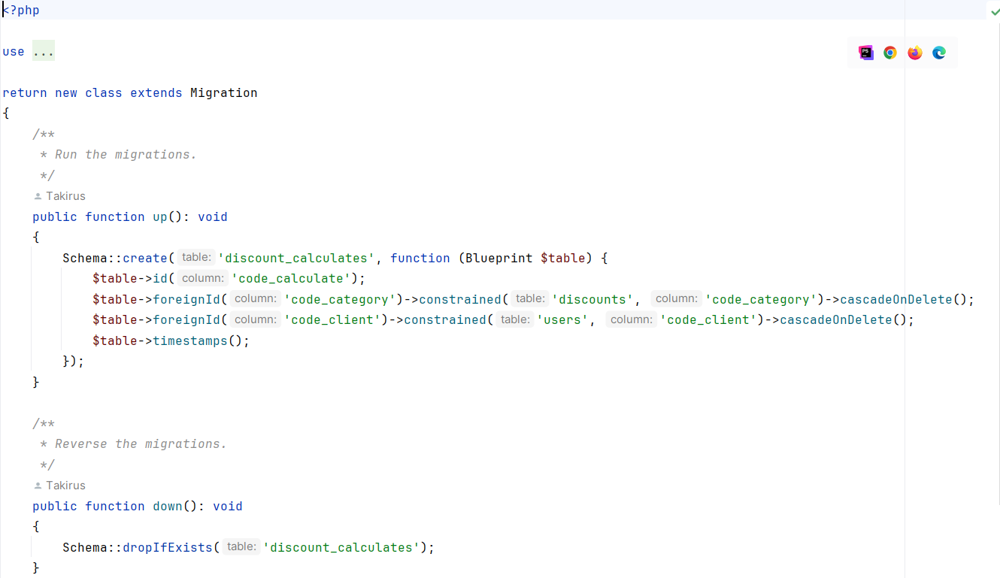 <?php
use ...
return new class extends Migration
{
    /**
     * Run the migrations.
     */
    Takirus
    public function up(): void
    {
        Schema::create( table: 'discount_calculates', function (Blueprint $table) {
            $table->id( column: 'code_calculate');
            $table->foreignId( column: 'code_category')->constrained( table: 'discounts', column: 'code_category')->cascadeOnDelete();
            $table->foreignId( column: 'code_client')->constrained( table: 'users', column: 'code_client')->cascadeOnDelete();
            $table->timestamps();
        });
    }
    /**
     * Reverse the migrations.
     */
    Takirus
    public function down(): void
    {
        Schema::dropIfExists( table: 'discount_calculates');
    }